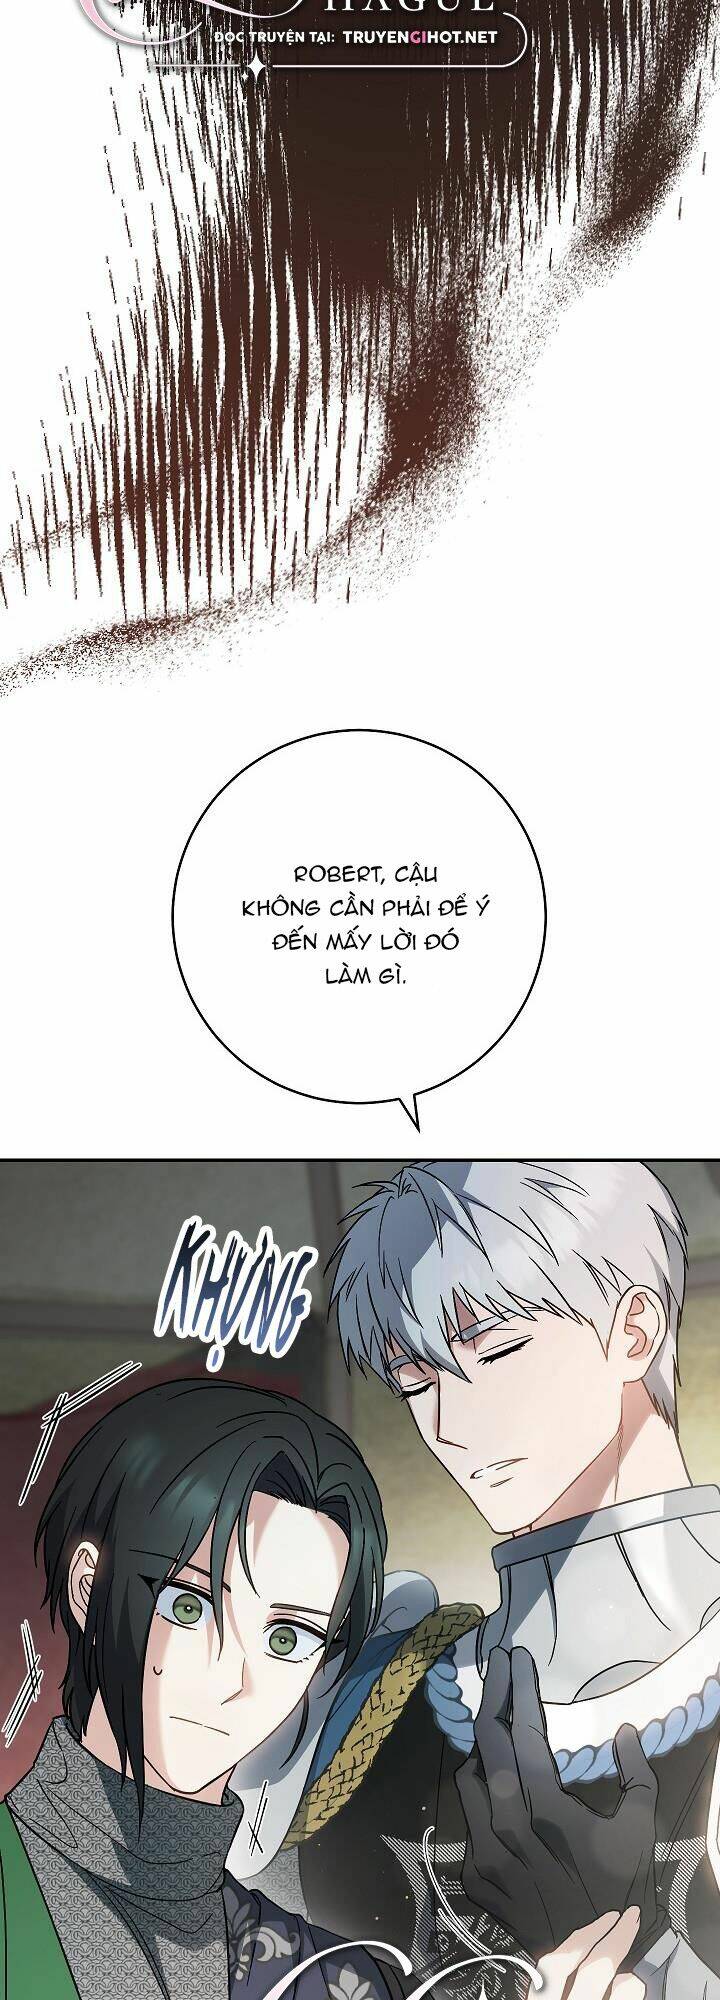 HAGUE
ĐỌC TRUYỆN TẠI: TRUYENGIHOT.NET
ROBERT, CẬU
KHÔNG CẦN PHẢI ĐỂ Ý
ĐẾN MẤY LỜI ĐÓ
LÀM GÌ.
KHỰNG